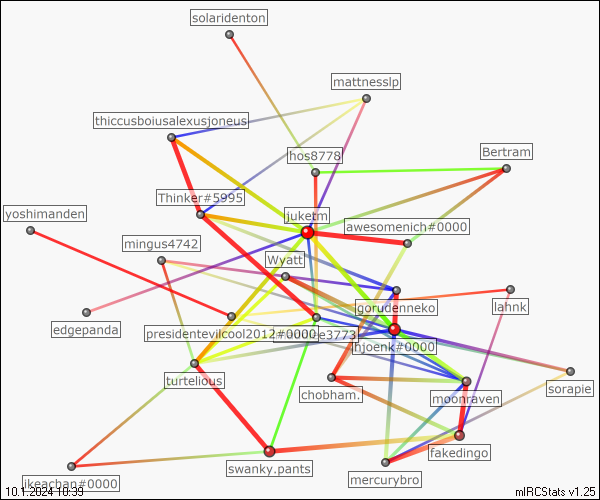 solaridenton
mattnesslp
thiccusboiusalexusjoneus
hos8778
Bertram
Thinker#5995
yoshimanden
juketm
awesomenich#0000
mingus4742
Wyatt
gorudenneko
lahnk
edgepanda
presidentevilcool2012#0000
e3773
hjoenk#0000
turtelious
chobham.
moonraven
sorapie
fakedingo
swanky.pants
mercurybro
ikeachan#0000
10.1.2024 10:39
mIRCStats v1.25